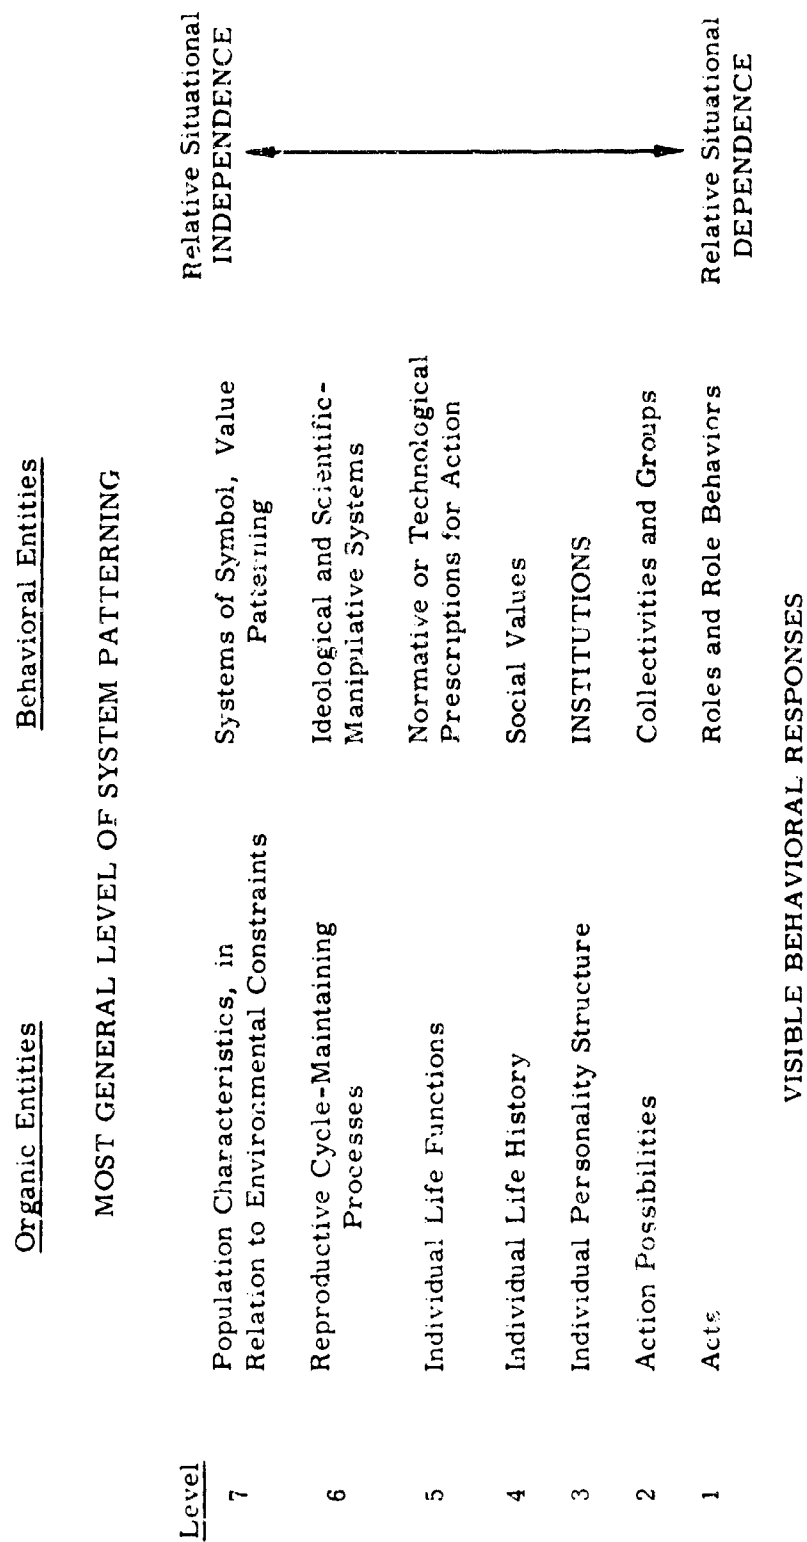 Organic Entities Behavioral Entities
MOST GENERAL LEVEL OF SYSTEM PATTERNING
Level
7 Population Characteristics, in Systems of Symbol, Value Relative Situational
Relation to Environmental Constraints Patterning INDEPENDENCE
6 Reproductive Cycle-Maintaining Ideological and Scientific-
Processes Manipulative Systems
5 Individual Life Functions Normative or Technological
Prescriptions for Action
4 Individual Life History Social Values
3 Individual Personality Structure INSTITUTIONS
2 Action Possibilities Collectivities and Groups
1 Acts Roles and Role Behaviors Relative Situational
DEPENDENCE
VISIBLE BEHAVIORAL RESPONSES